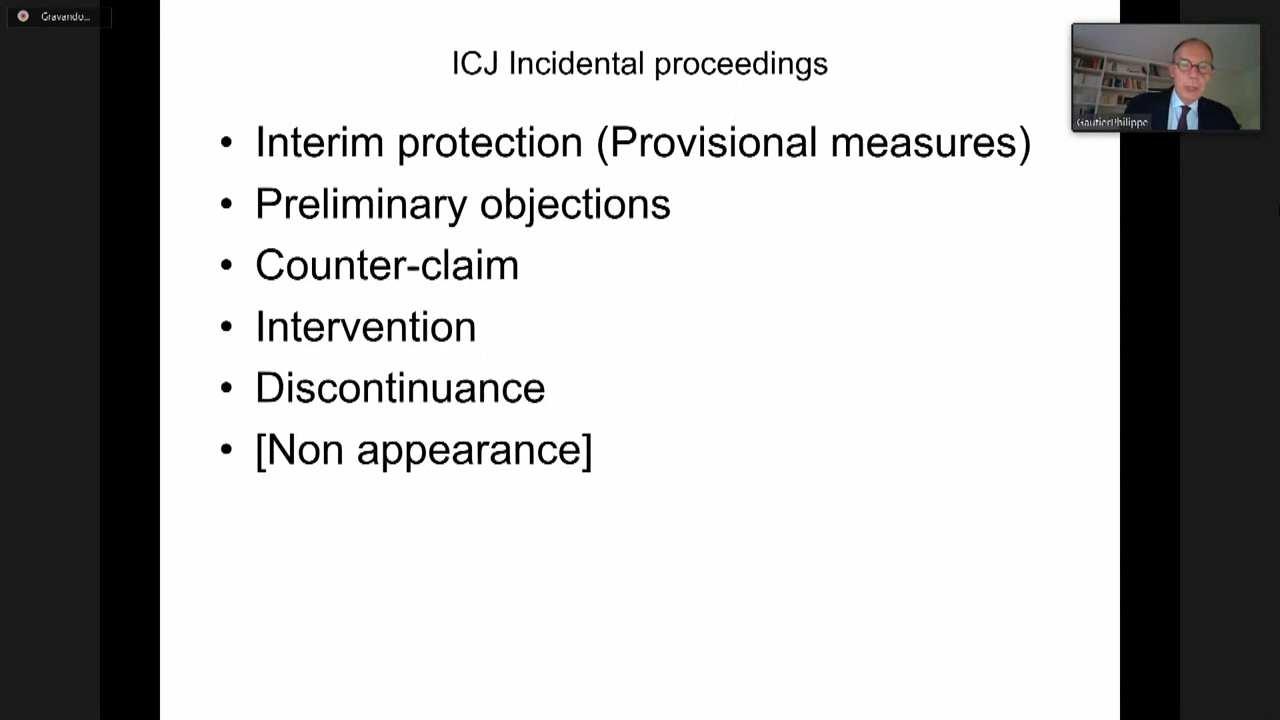 Gravando...
ICJ Incidental proceedings
• Interim protection (Provisional measures)
• Preliminary objections
• Counter-claim
• Intervention
• Discontinuance
• [Non appearance]
GautierPhilippe